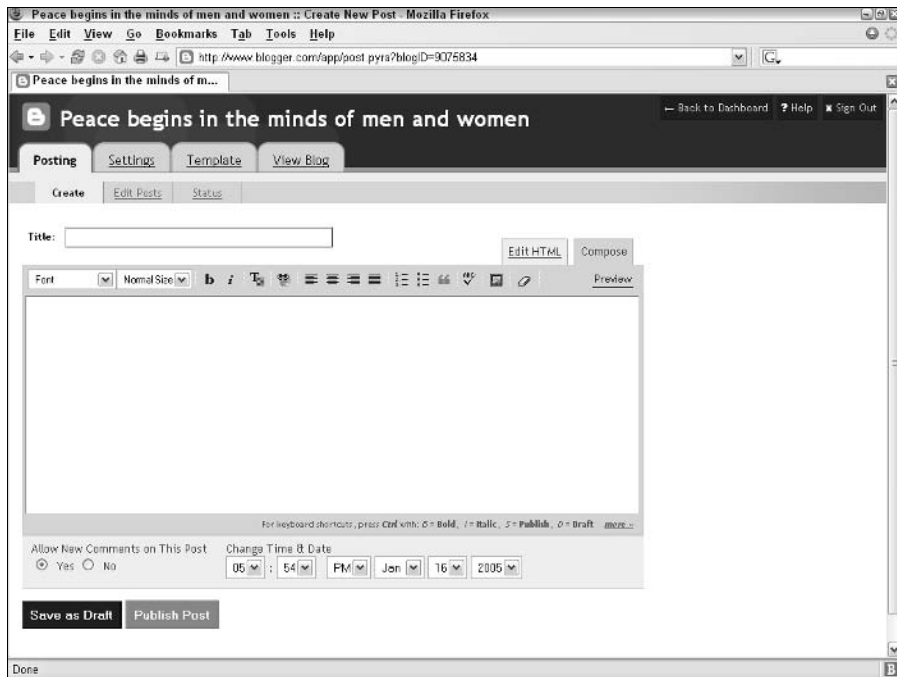 Peace begins in the minds of men and women :: Create New Post - Mozilla Firefox
File Edit View Go Bookmarks Tab Tools Help
http://www.blogger.com/app/post.pyra?blogID=9075834
G
Peace begins in the minds of m...
Peace begins in the minds of men and women
← Back to Dashboard ? Help × Sign Out
Posting Settings Template View Blog
Create Edit Posts Status
Title:
Edit HTML Compose
Font Normal Size b i ABC Preview
For keyboard shortcuts, press Ctrl with: B = Bold, I = Italic, S = Publish, D = Draft more »
Allow New Comments on This Post Change Time & Date
Yes No 05 : 54 PM Jan 16 2005
Save as Draft Publish Post
Done